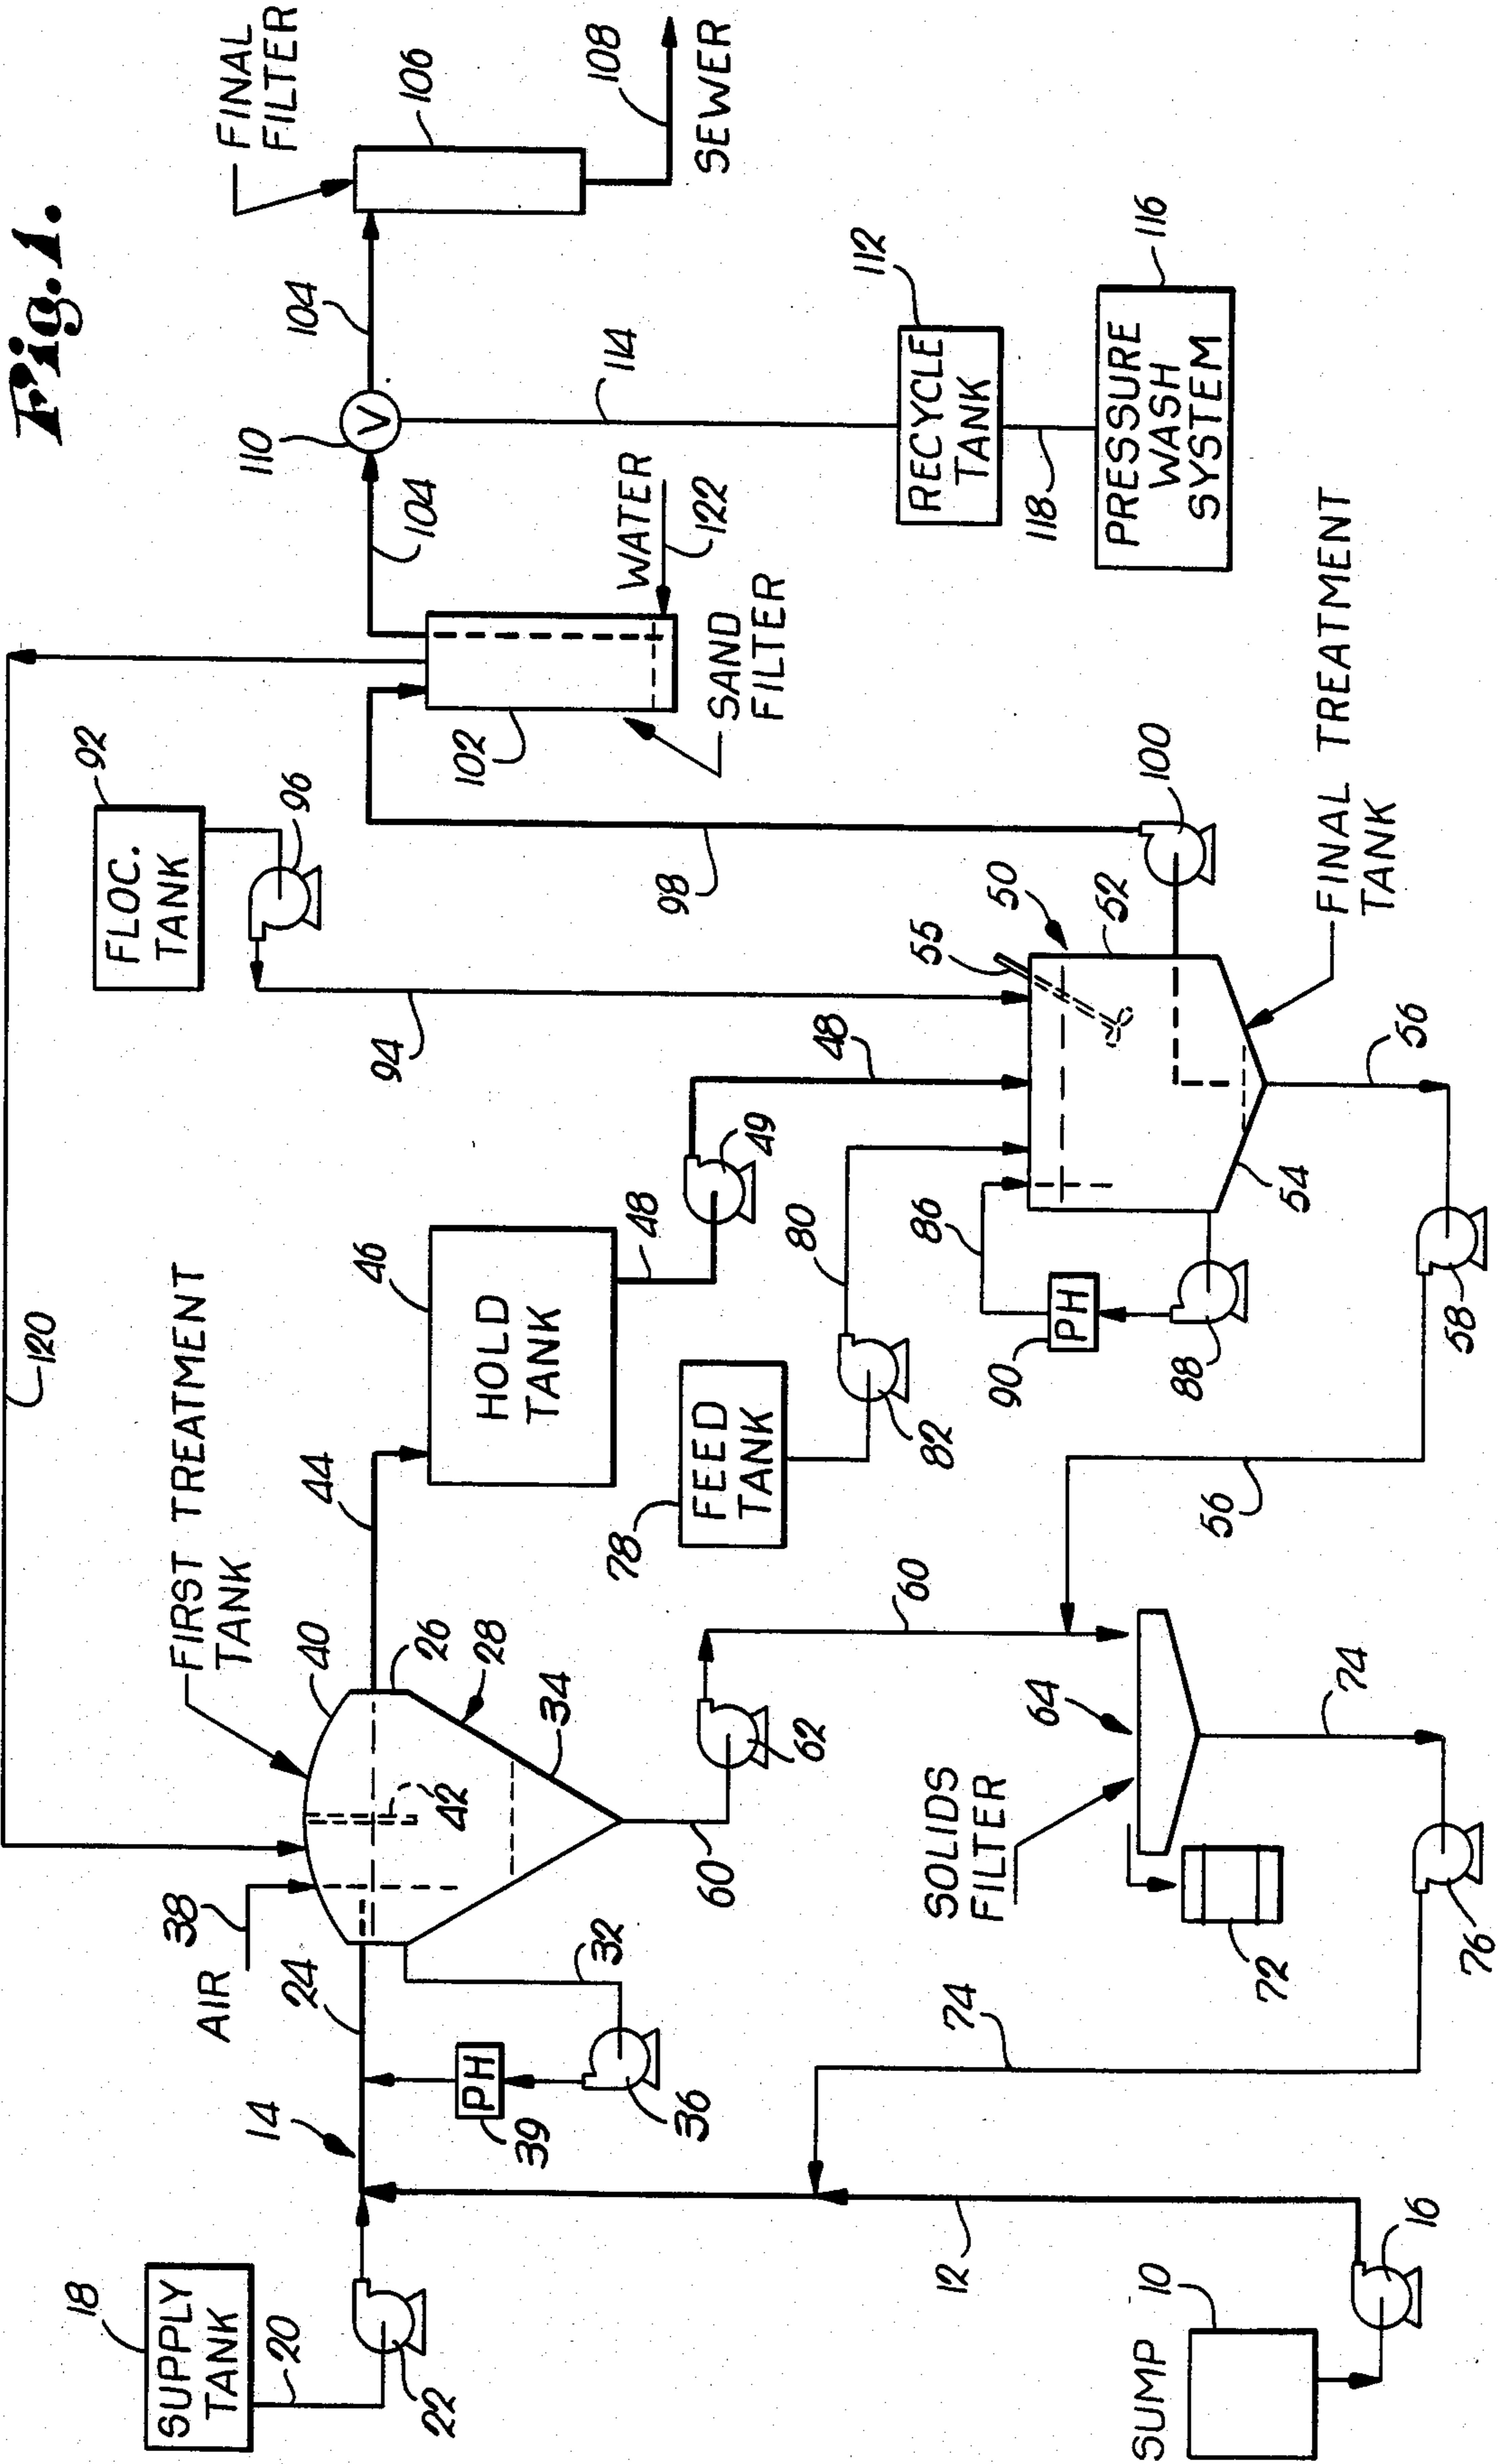 Fig.1.
120
FINAL
FILTER
106
108
SEWER
104
110
V
104
114
WATER
122
102
SAND
FILTER
112
RECYCLE
TANK
118
116
PRESSURE
WASH
SYSTEM
92
FLOC.
TANK
96
94
98
100
50
52
55
FINAL TREATMENT
TANK
48
49
48
46
HOLD
TANK
44
FIRST TREATMENT
TANK
40
26
28
34
42
38
AIR
24
14
32
PH
39
36
18
SUPPLY
TANK
20
22
78
FEED
TANK
80
82
86
90
PH
88
54
56
58
56
60
62
60
64
SOLIDS
FILTER
72
74
76
74
12
10
SUMP
16